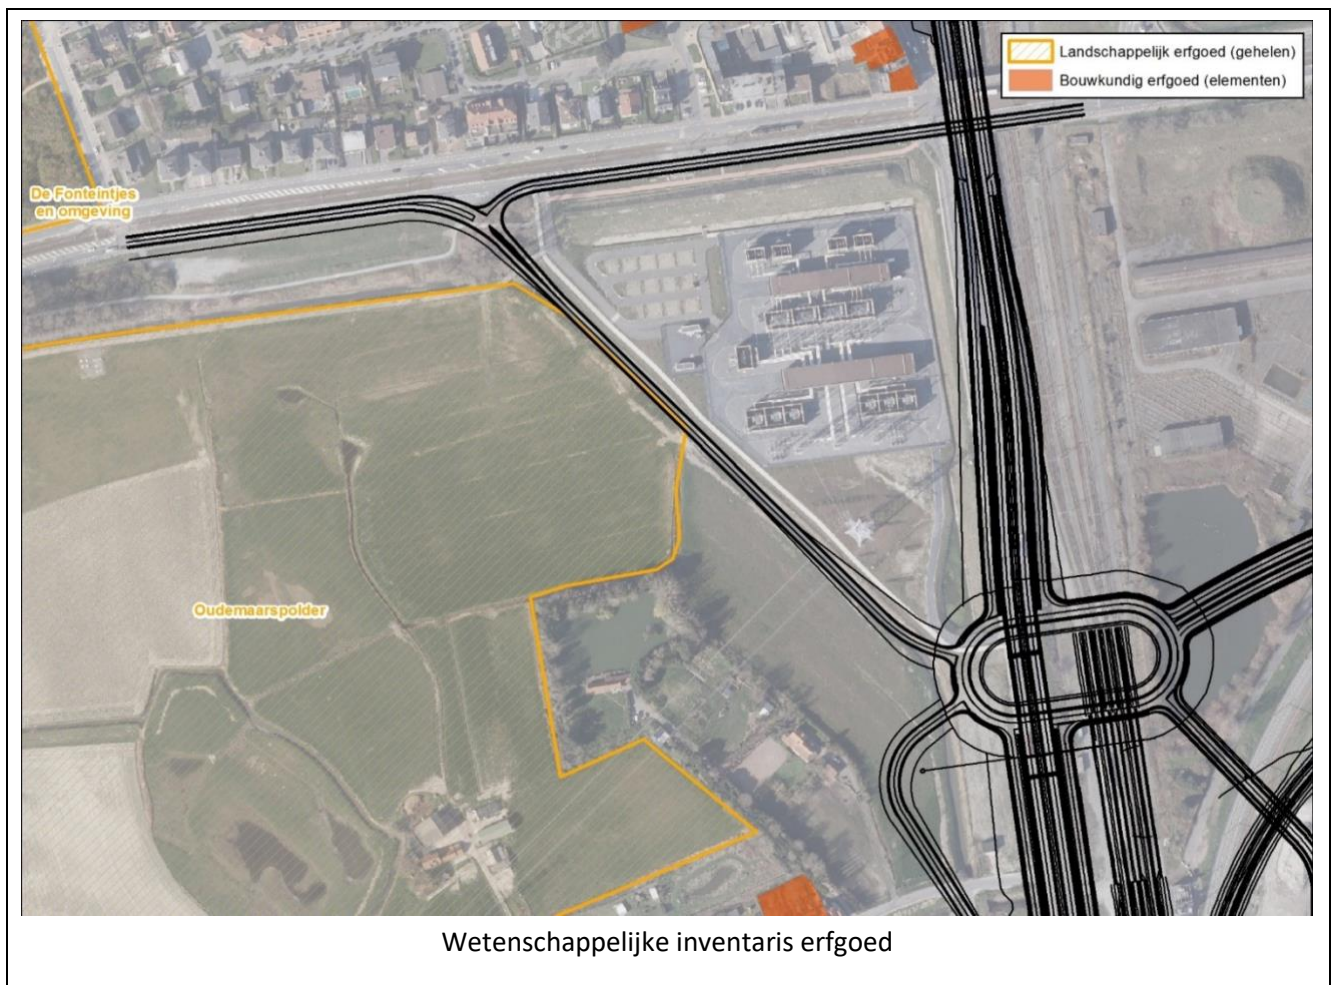 Landschappelijk erfgoed (gehelen)
Bouwkundig erfgoed (elementen)
De Fonteintjes
en omgeving
Oudemaarspolder
Wetenschappelijke inventaris erfgoed